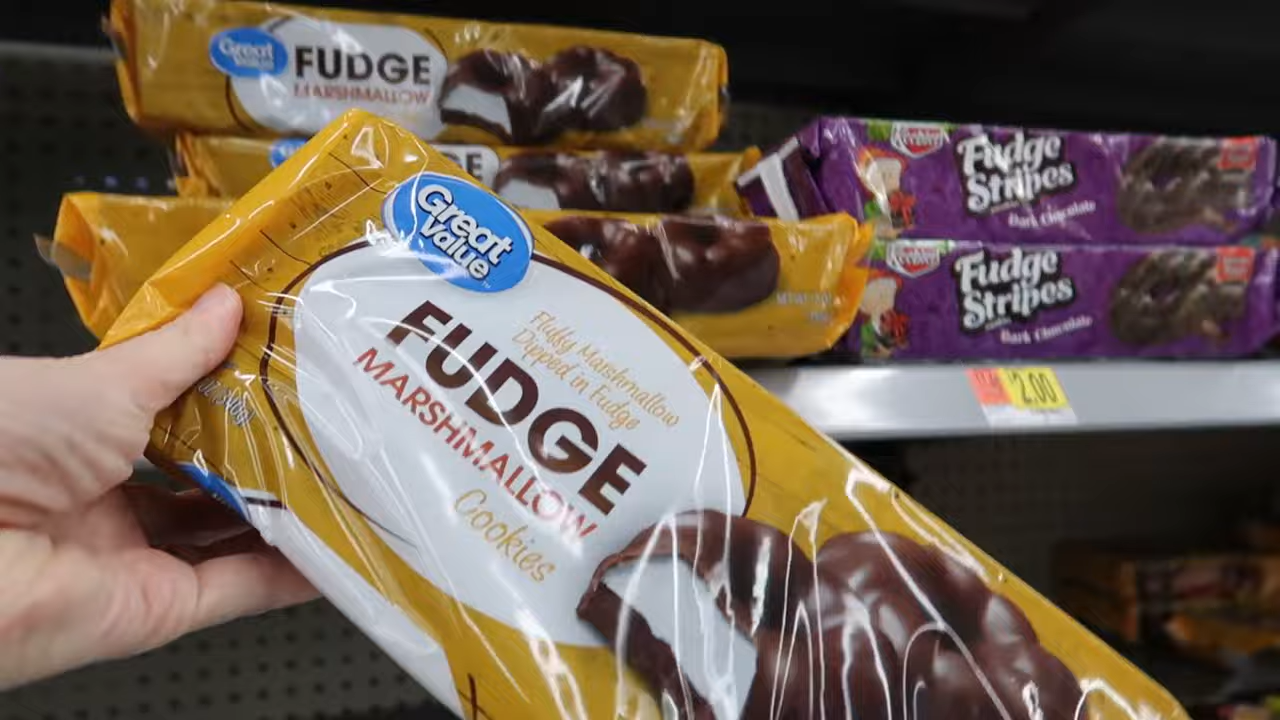 Great
Value
FUDGE
MARSHMALLOW
Great
Value
™
Fluffy Marshmallow
Dipped in Fudge
FUDGE
MARSHMALLOW
Cookies
Keebler
Fudge
Stripes
Dark Chocolate
Keebler
Fudge
Stripes
Dark Chocolate
2.00